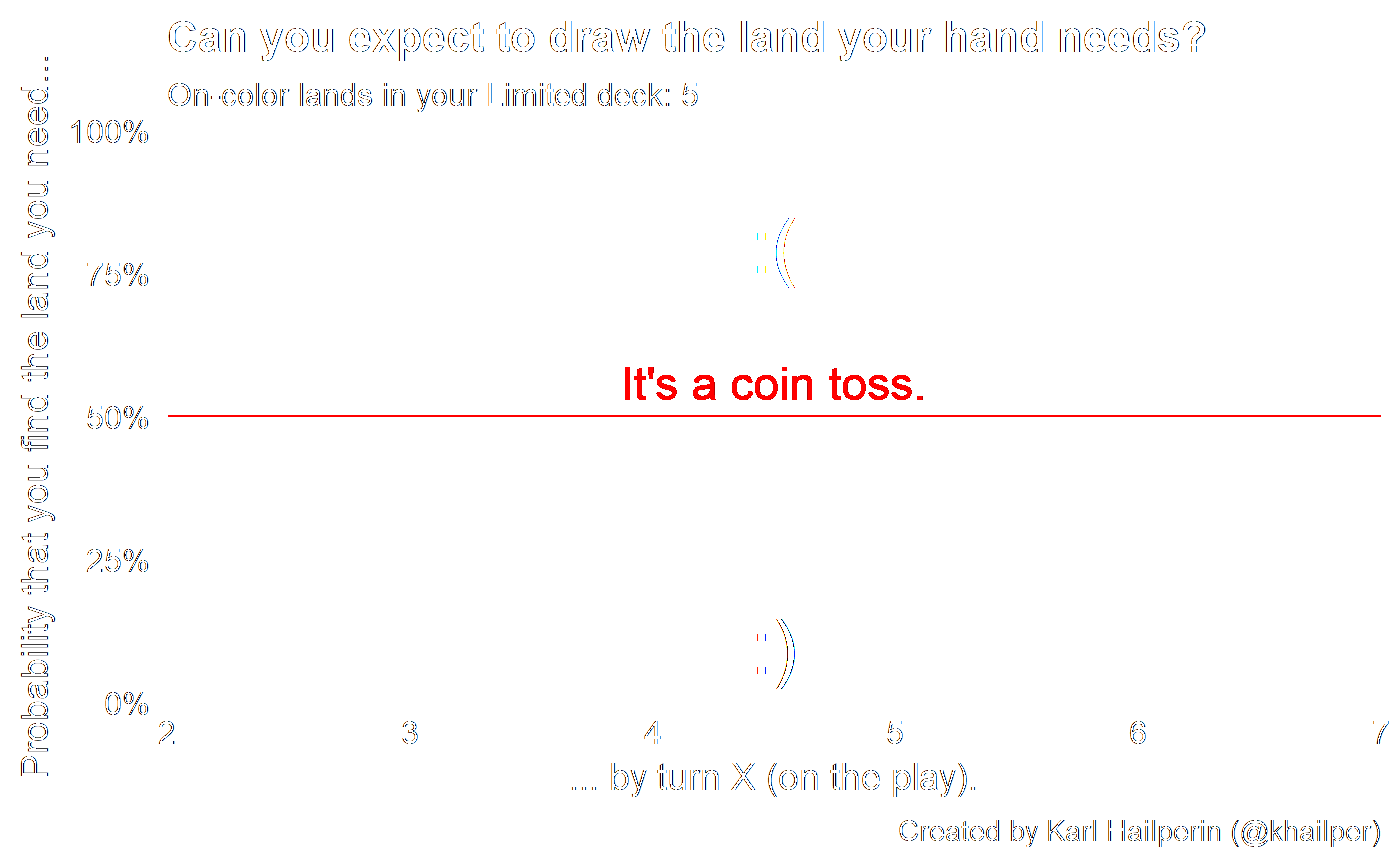 Can you expect to draw the land your hand needs?
On-color lands in your Limited deck: 5
Probability that you find the land you need...
100%
75%
50%
25%
0%
:(
It's a coin toss.
:)
2 3 4 5 6 7
... by turn X (on the play).
Created by Karl Hailperin (@khailper)